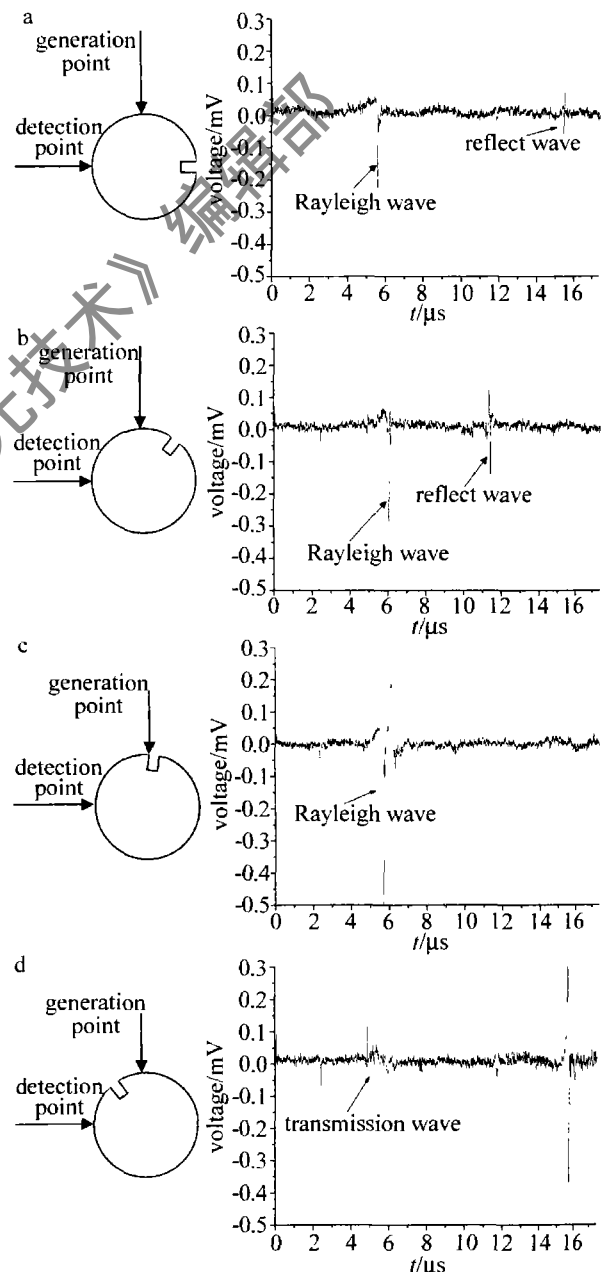 a
generation
point
detection
point
0.3
0.2
0.1
0.0
-0.1
-0.2
-0.3
-0.4
-0.5
voltage/mV
Rayleigh wave
reflect wave
0 2 4 6 8 10 12 14 16
t/μs
b
generation
point
detection
point
0.3
0.2
0.1
0.0
-0.1
-0.2
-0.3
-0.4
-0.5
voltage/mV
reflect wave
Rayleigh wave
0 2 4 6 8 10 12 14 16
t/μs
c
generation
point
detection
point
0.3
0.2
0.1
0.0
-0.1
-0.2
-0.3
-0.4
-0.5
voltage/mV
Rayleigh wave
0 2 4 6 8 10 12 14 16
t/μs
d
generation
point
detection
point
0.3
0.2
0.1
0.0
-0.1
-0.2
-0.3
-0.4
-0.5
voltage/mV
transmission wave
0 2 4 6 8 10 12 14 16
t/μs
技术》编辑部